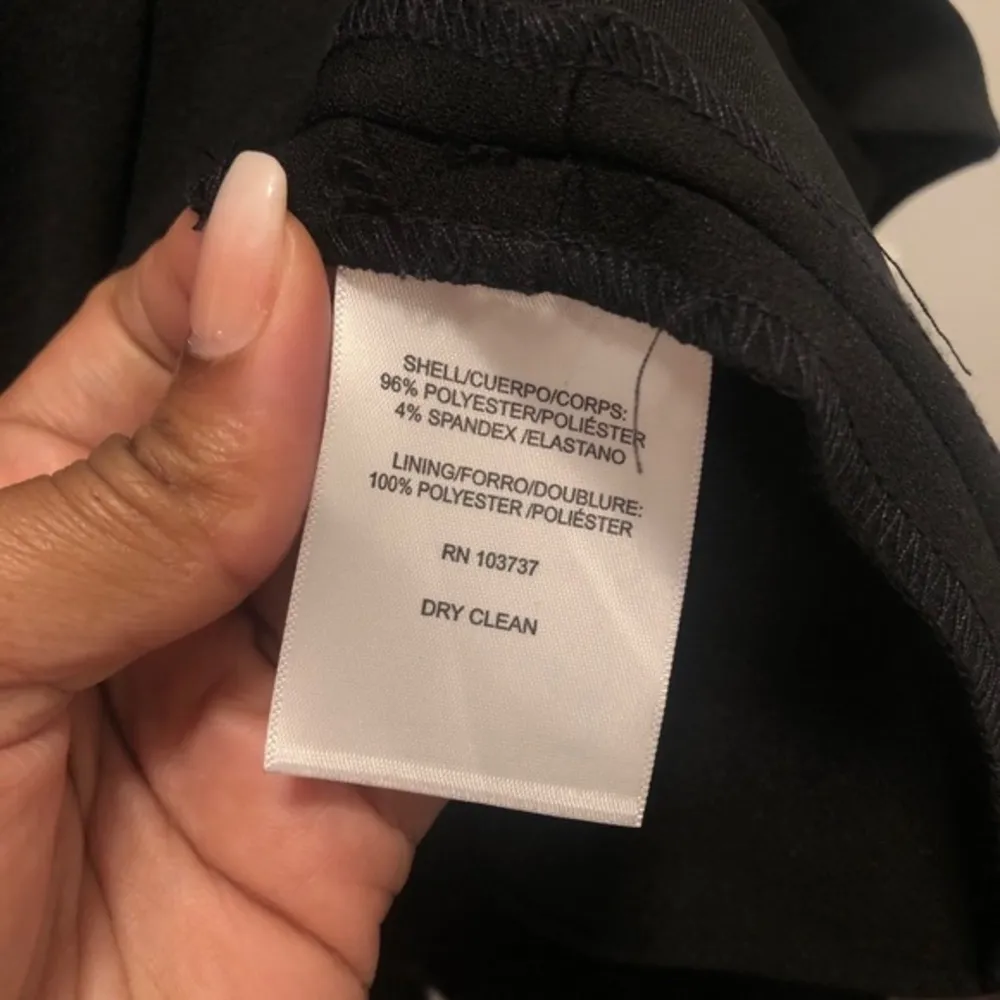 SHELL/CUERPO/CORPS:
96% POLYESTER/POLIÉSTER
4% SPANDEX /ELASTANO
LINING/FORRO/DOUBLURE:
100% POLYESTER /POLIÉSTER
RN 103737
DRY CLEAN